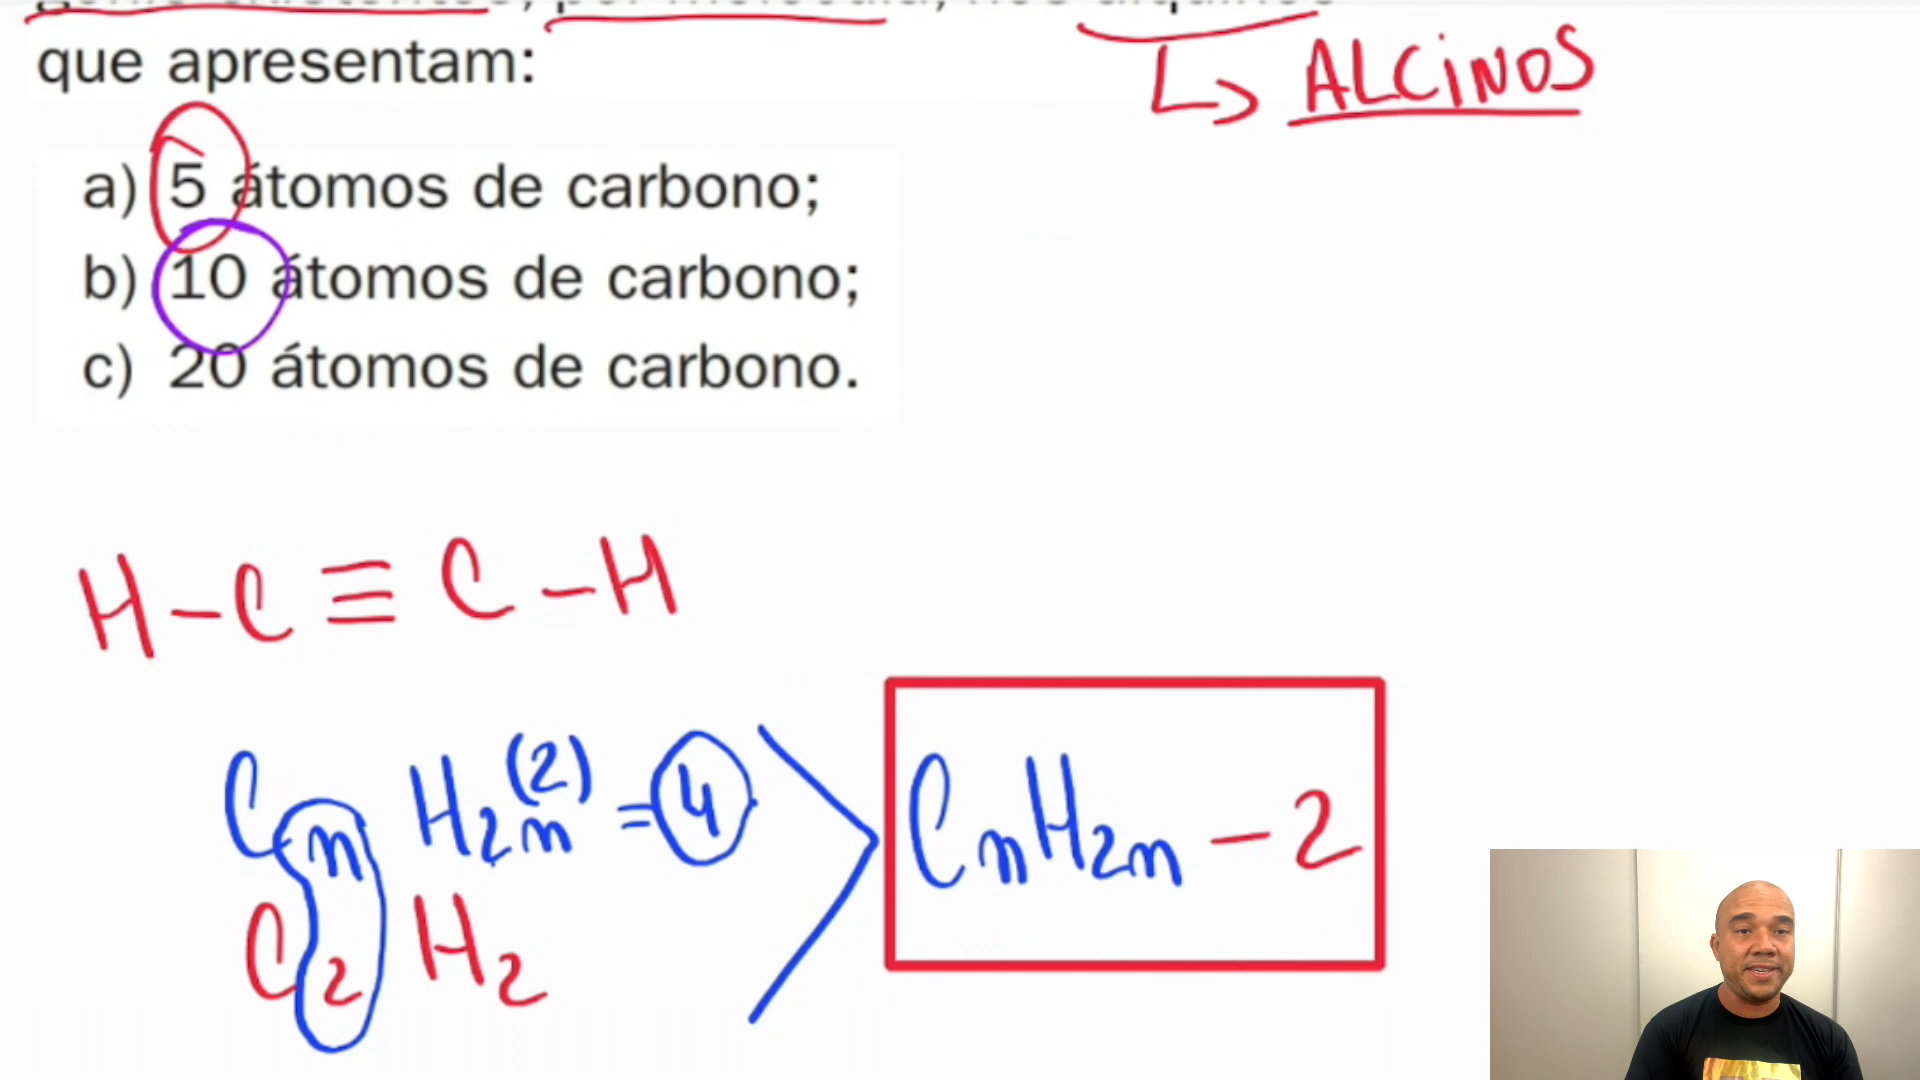 que apresentam:
↳ ALCINOS
a) 5 átomos de carbono;
b) 10 átomos de carbono;
c) 20 átomos de carbono.
H-C≡C-H
CnH2n(2)=4
CnH2n-2
C2H2